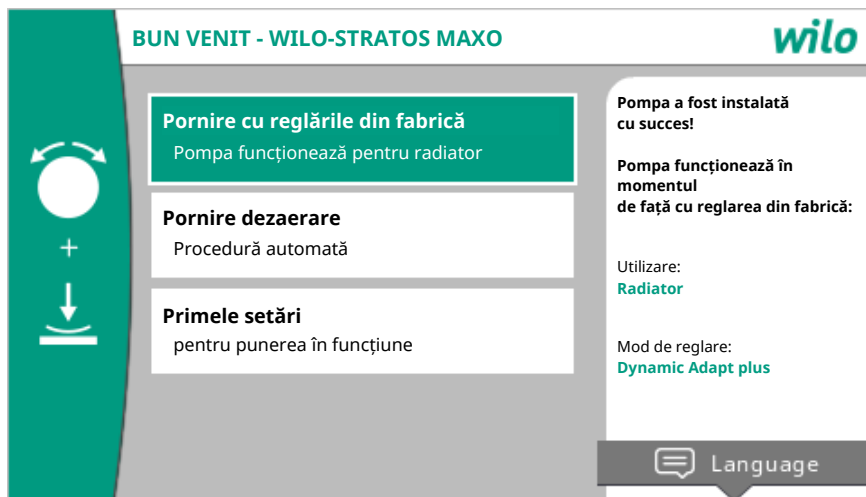 BUN VENIT - WILO-STRATOS MAXO
wilo
Pornire cu reglările din fabrică
Pompa funcționează pentru radiator
Pornire dezaerare
Procedură automată
Primele setări
pentru punerea în funcțiune
Pompa a fost instalată
cu succes!
Pompa funcționează în
momentul
de față cu reglarea din fabrică:
Utilizare:
Radiator
Mod de reglare:
Dynamic Adapt plus
Language